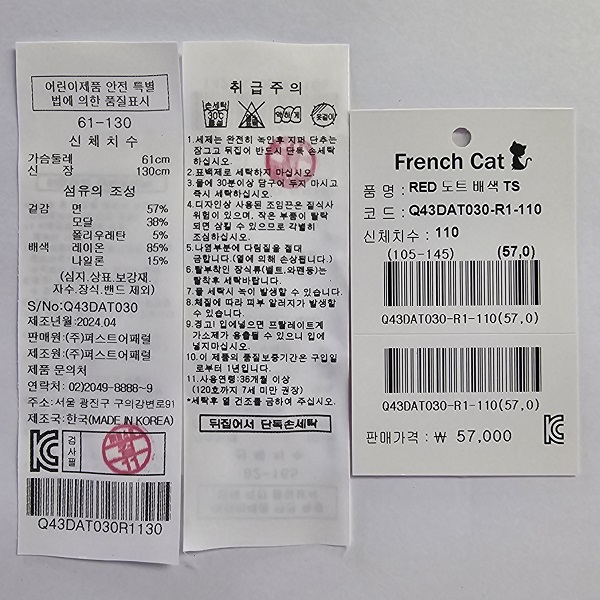 어린이제품 안전 특별
법에 의한 품질표시
61-130
신 체 치 수
가슴둘레 61cm
신 장 130cm
섬유의 조성
겉감 면 57%
모달 38%
폴리우레탄 5%
배색 레이온 85%
나일론 15%
(심지.상표.보강재.
자수.장식.밴드 제외)
S/No:Q43DAT030
제조년월:2024.04
판매원:(주)퍼스트어패럴
제조원:(주)퍼스트어패럴
제품 문의처
연락처: 02)2049-8888~9
주소: 서울 광진구 구의강변로91
제조국:한국(MADE IN KOREA)
검사필
Q43DAT030R1130
취 급 주 의
손세탁
30℃
중성
약하게
옷걸이
1.세제는 완전히 녹인후 지퍼 단추는
잠그고 뒤집어 반드시 단독 손세탁
하십시오.
2.표백제로 세탁하지 마십시오.
3.물에 30분이상 담구어 두지 마시고
즉시 세탁하십시오.
4.디자인상 사용된 조임끈은 질식사
위험이 있으며, 작은 부품이 탈락
되면 삼킬 수 있으므로 각별히
조심하십시오.
5.나염부분에 다림질을 절대
금합니다.(열에 의해 손상됩니다.)
6.탈부착인 장식류(벨트.와팬등)는
탈착후 세탁바랍니다.
7.물 세탁시 녹이 발생할 수 있습니다.
8.체질에 따라 피부 알러지가 발생할
수 있습니다.
9.경고! 입에넣으면 프탈레이트계
가소제가 용출될 수 있으니 입에
넣지마십시오.
10.이 제품의 품질보증기간은 구입일
로부터 1년입니다.
11.사용연령:36개월 이상
(120호까지 7세 미만 권장)
*세탁후 열 건조를 금하여 주십시오.
뒤집어서 단독손세탁
French Cat
품 명 : RED 도트 배색 TS
코 드 : Q43DAT030-R1-110
신체치수 : 110
(105-145) (57,0)
Q43DAT030-R1-110(57,0)
Q43DAT030-R1-110(57,0)
판매가격 : ₩ 57,000